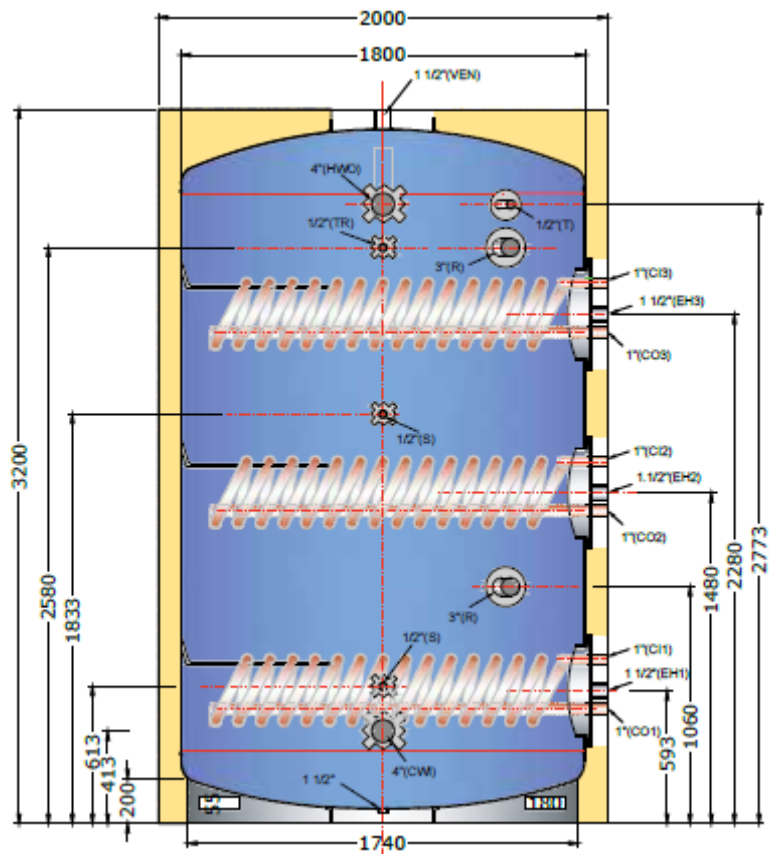 2000
1800
1 1/2"(VEN)
4"(HWO)
1/2"(T)
1/2"(TR)
3"(R)
1"(CI3)
1 1/2"(EH3)
1"(CO3)
1/2"(S)
1"(CI2)
1.1/2"(EH2)
1"(CO2)
3"(R)
1/2"(S)
1"(CI1)
1 1/2"(EH1)
1"(CO1)
4"(CWI)
1 1/2"
3200
2580
1833
613
413
200
593
1060
1480
2280
2773
55
180
1740